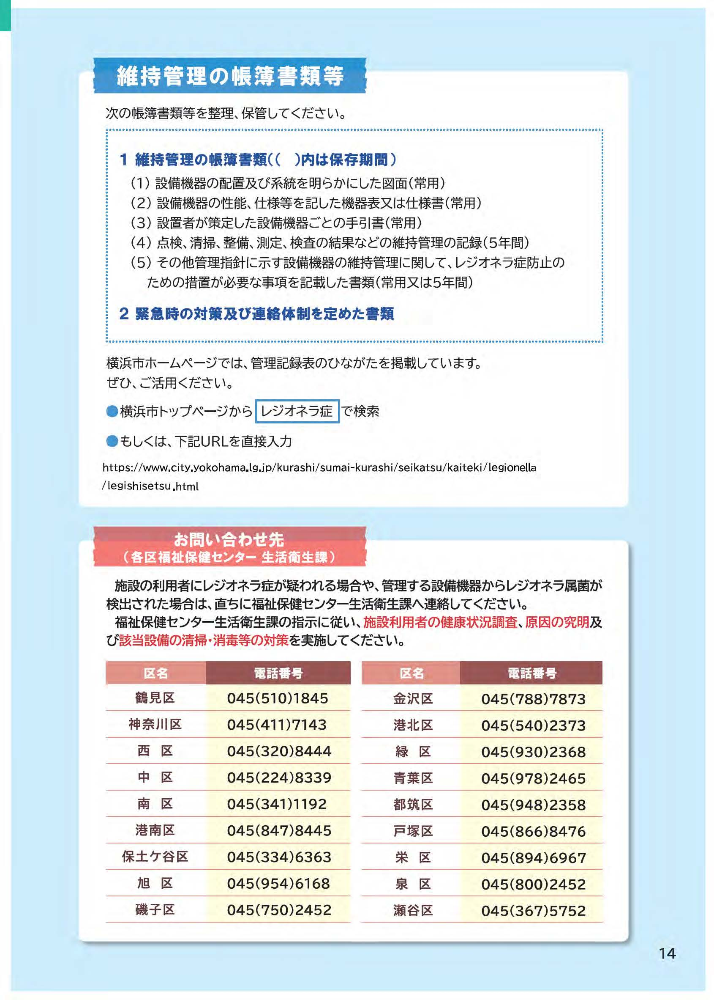 維持管理の帳簿書類等
次の帳簿書類等を整理、保管してください。
1 維持管理の帳簿書類((　)内は保存期間)
(1) 設備機器の配置及び系統を明らかにした図面(常用)
(2) 設備機器の性能、仕様等を記した機器表又は仕様書(常用)
(3) 設置者が策定した設備機器ごとの手引書(常用)
(4) 点検、清掃、整備、測定、検査の結果などの維持管理の記録(5年間)
(5) その他管理指針に示す設備機器の維持管理に関して、レジオネラ症防止の
ための措置が必要な事項を記載した書類(常用又は5年間)
2 緊急時の対策及び連絡体制を定めた書類
横浜市ホームページでは、管理記録表のひながたを掲載しています。
ぜひ、ご活用ください。
●横浜市トップページから レジオネラ症 で検索
●もしくは、下記URLを直接入力
https://www.city.yokohama.lg.jp/kurashi/sumai-kurashi/seikatsu/kaiteki/legionella
/legishisetsu.html
お問い合わせ先
(各区福祉保健センター 生活衛生課)
施設の利用者にレジオネラ症が疑われる場合や、管理する設備機器からレジオネラ属菌が
検出された場合は、直ちに福祉保健センター生活衛生課へ連絡してください。
福祉保健センター生活衛生課の指示に従い、施設利用者の健康状況調査、原因の究明及
び該当設備の清掃・消毒等の対策を実施してください。
区名 電話番号 区名 電話番号
鶴見区 045(510)1845 金沢区 045(788)7873
神奈川区 045(411)7143 港北区 045(540)2373
西　区 045(320)8444 緑　区 045(930)2368
中　区 045(224)8339 青葉区 045(978)2465
南　区 045(341)1192 都筑区 045(948)2358
港南区 045(847)8445 戸塚区 045(866)8476
保土ケ谷区 045(334)6363 栄　区 045(894)6967
旭　区 045(954)6168 泉　区 045(800)2452
磯子区 045(750)2452 瀬谷区 045(367)5752
14